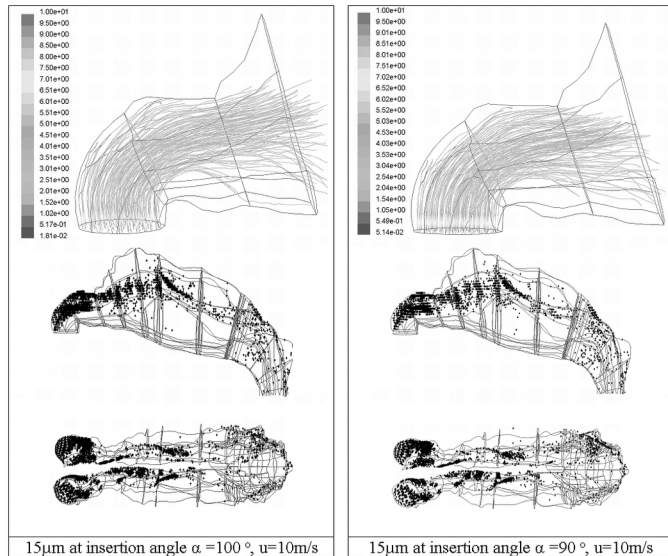 1.00e+01
9.50e+00
9.00e+00
8.50e+00
8.00e+00
7.50e+00
7.01e+00
6.51e+00
6.01e+00
5.51e+00
5.01e+00
4.51e+00
4.01e+00
3.51e+00
3.01e+00
2.51e+00
2.01e+00
1.52e+00
1.02e+00
5.17e-01
1.81e-02
1.00e+01
9.50e+00
9.01e+00
8.51e+00
8.01e+00
7.51e+00
7.02e+00
6.52e+00
6.02e+00
5.52e+00
5.03e+00
4.53e+00
4.03e+00
3.53e+00
3.04e+00
2.54e+00
2.04e+00
1.54e+00
1.05e+00
5.49e-01
5.14e-02
15μm at insertion angle α =100 °, u=10m/s
15μm at insertion angle α =90 °, u=10m/s